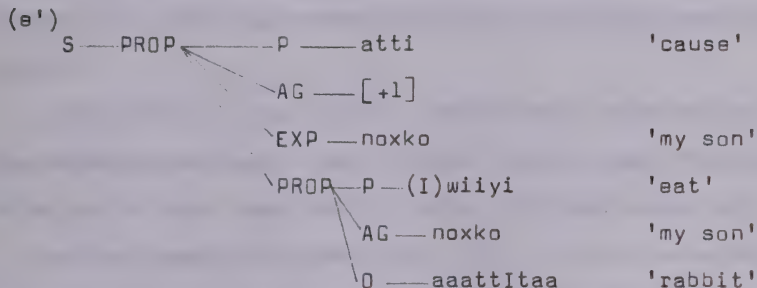 (e')
S — PROP — P — atti 'cause'
AG — [+1]
EXP — noxko 'my son'
PROP — P — (I)wiiyi 'eat'
AG — noxko 'my son'
O — aaattItaa 'rabbit'